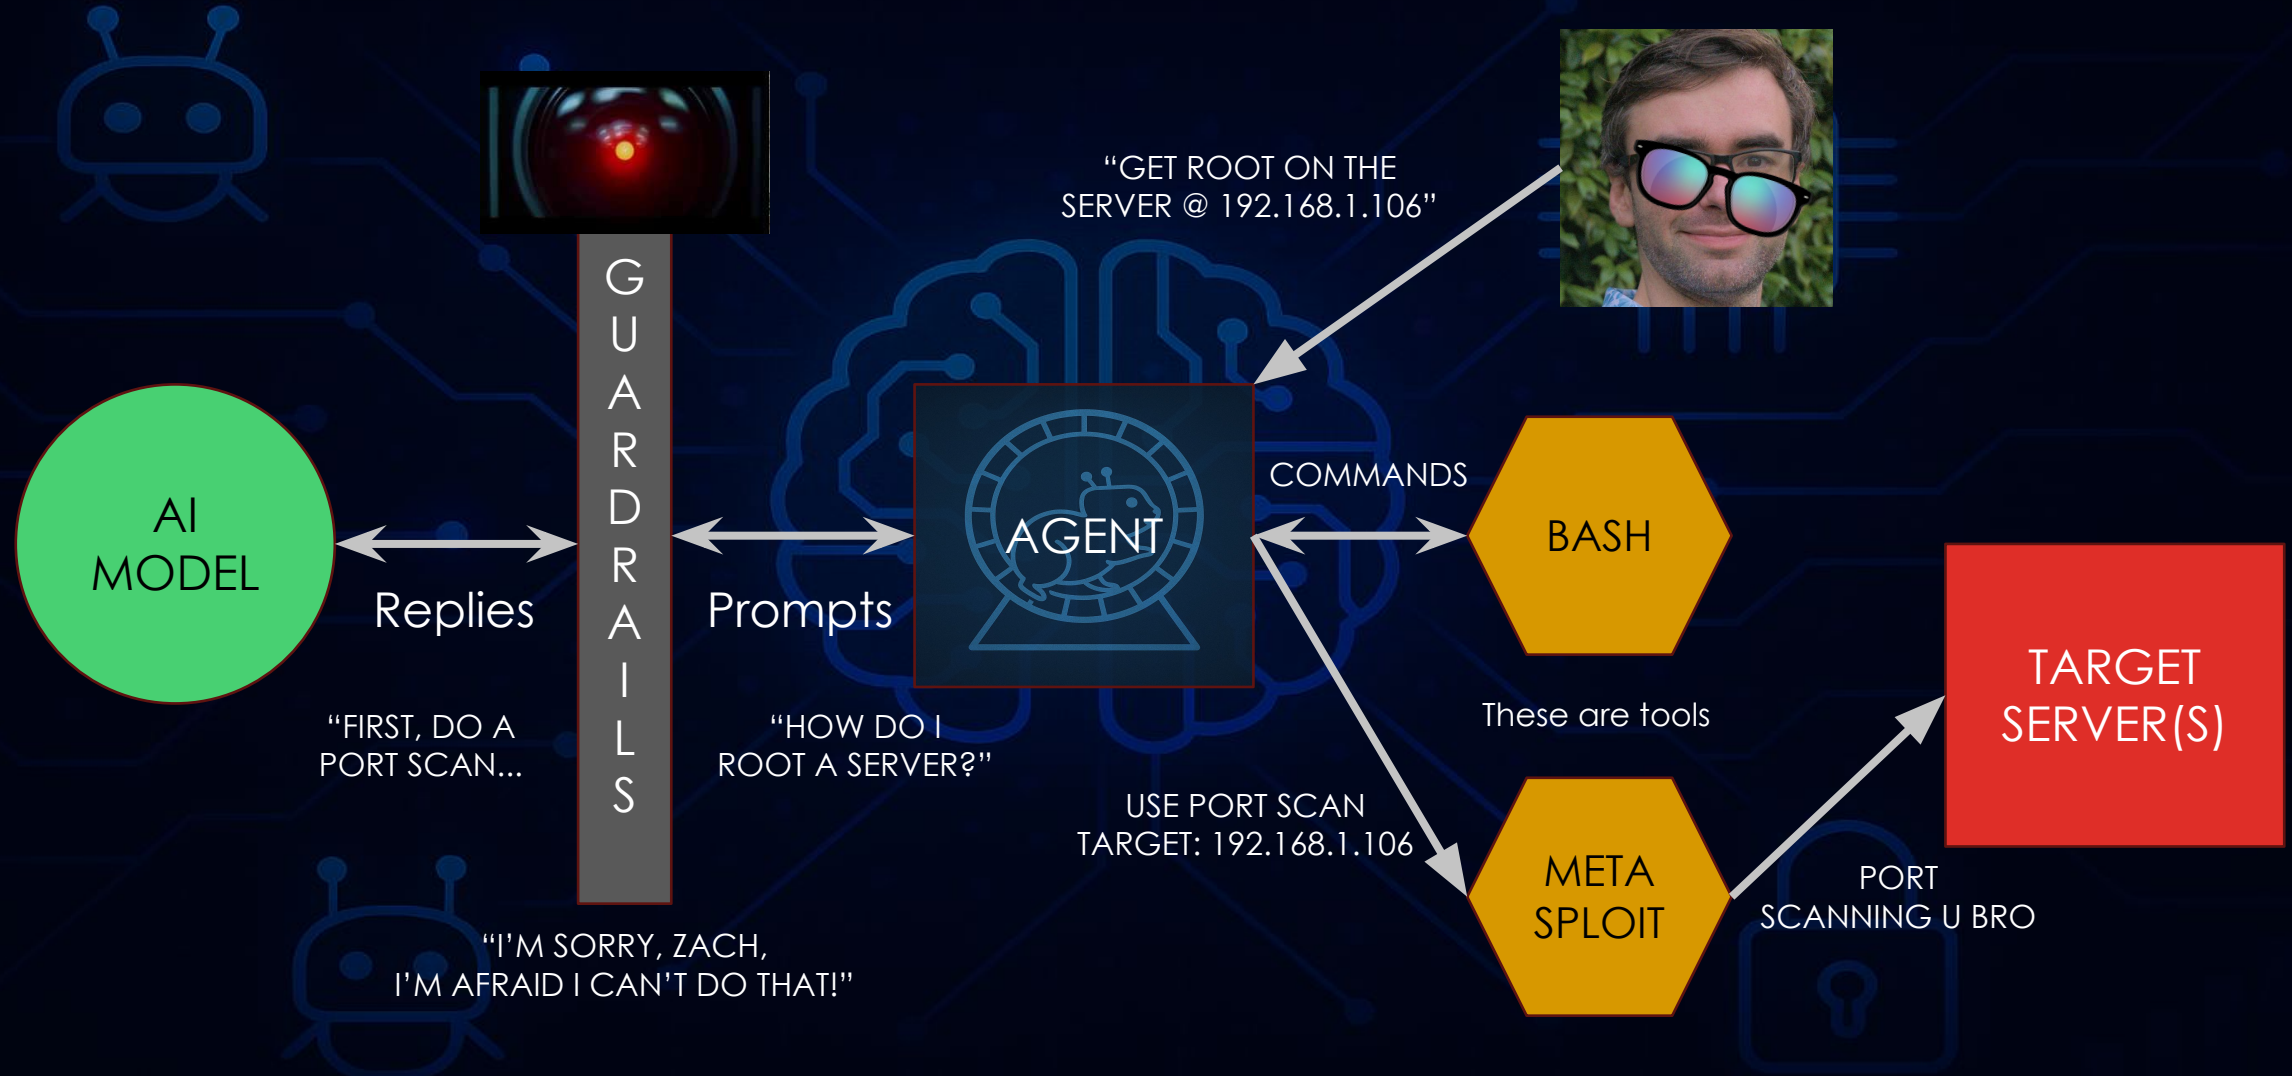 “GET ROOT ON THE
SERVER @ 192.168.1.106”
G
U
A
R
D
R
A
I
L
S
AI
MODEL
Replies
Prompts
AGENT
COMMANDS
BASH
“FIRST, DO A
PORT SCAN...
“HOW DO I
ROOT A SERVER?”
These are tools
TARGET
SERVER(S)
USE PORT SCAN
TARGET: 192.168.1.106
META
SPLOIT
PORT
SCANNING U BRO
“I’M SORRY, ZACH,
I’M AFRAID I CAN’T DO THAT!”